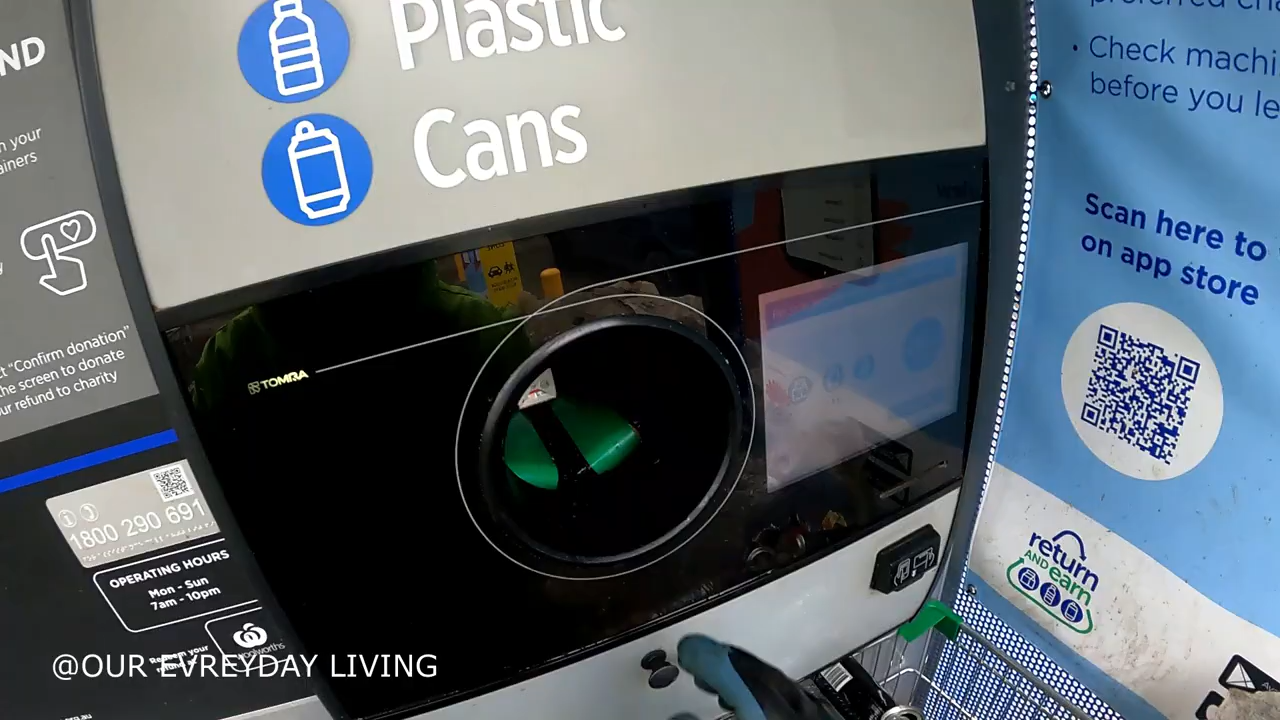 ND
n your
ainers
"Confirm donation"
the screen to donate
ur refund to charity
1800 290 691
OPERATING HOURS
Mon - Sun
7am - 10pm
woolworths
Plastic
Cans
TOMRA
• Check machi
before you le
Scan here to
on app store
return
AND
earn
@OUR EVREYDAY LIVING